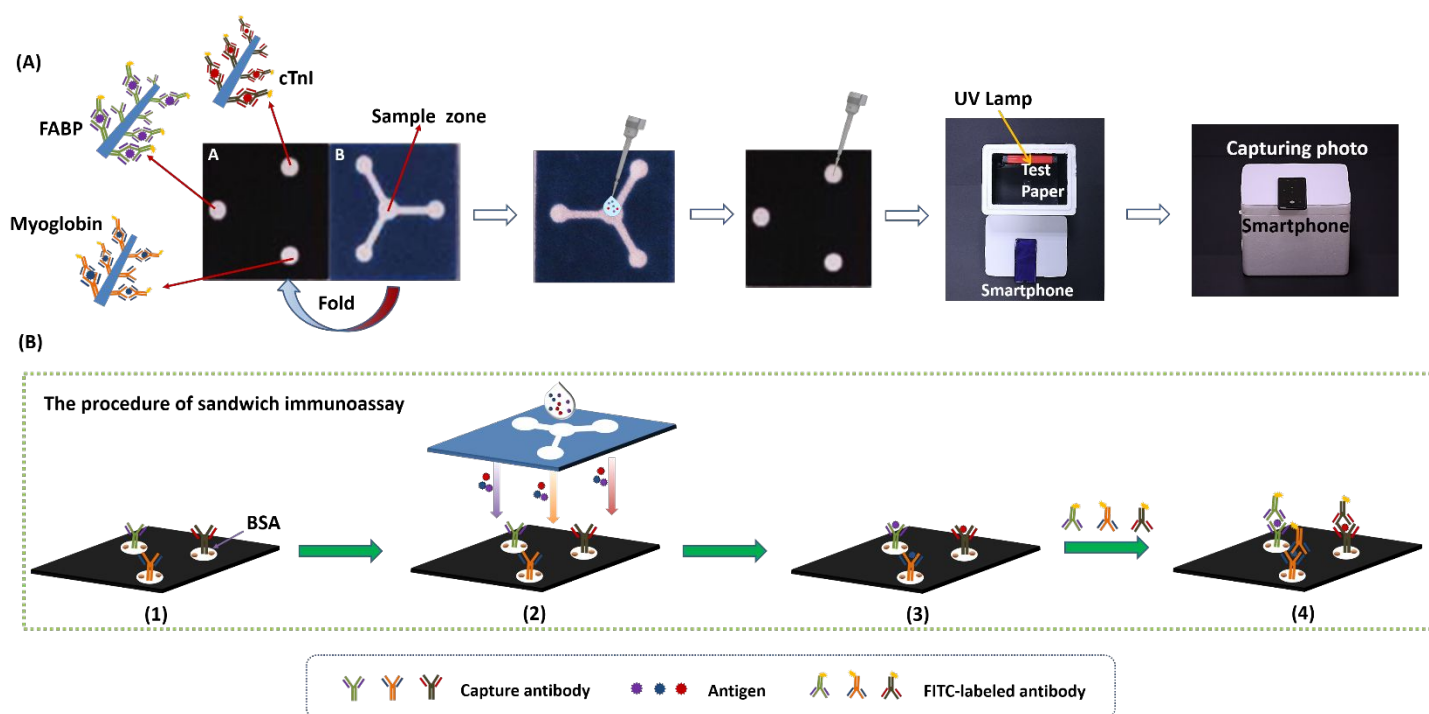 (A)
cTnI
FABP
Myoglobin
A
B
Sample zone
Fold
UV Lamp
Test
Paper
Smartphone
Capturing photo
Smartphone
(B)
The procedure of sandwich immunoassay
BSA
(1)
(2)
(3)
(4)
Capture antibody
Antigen
FITC-labeled antibody